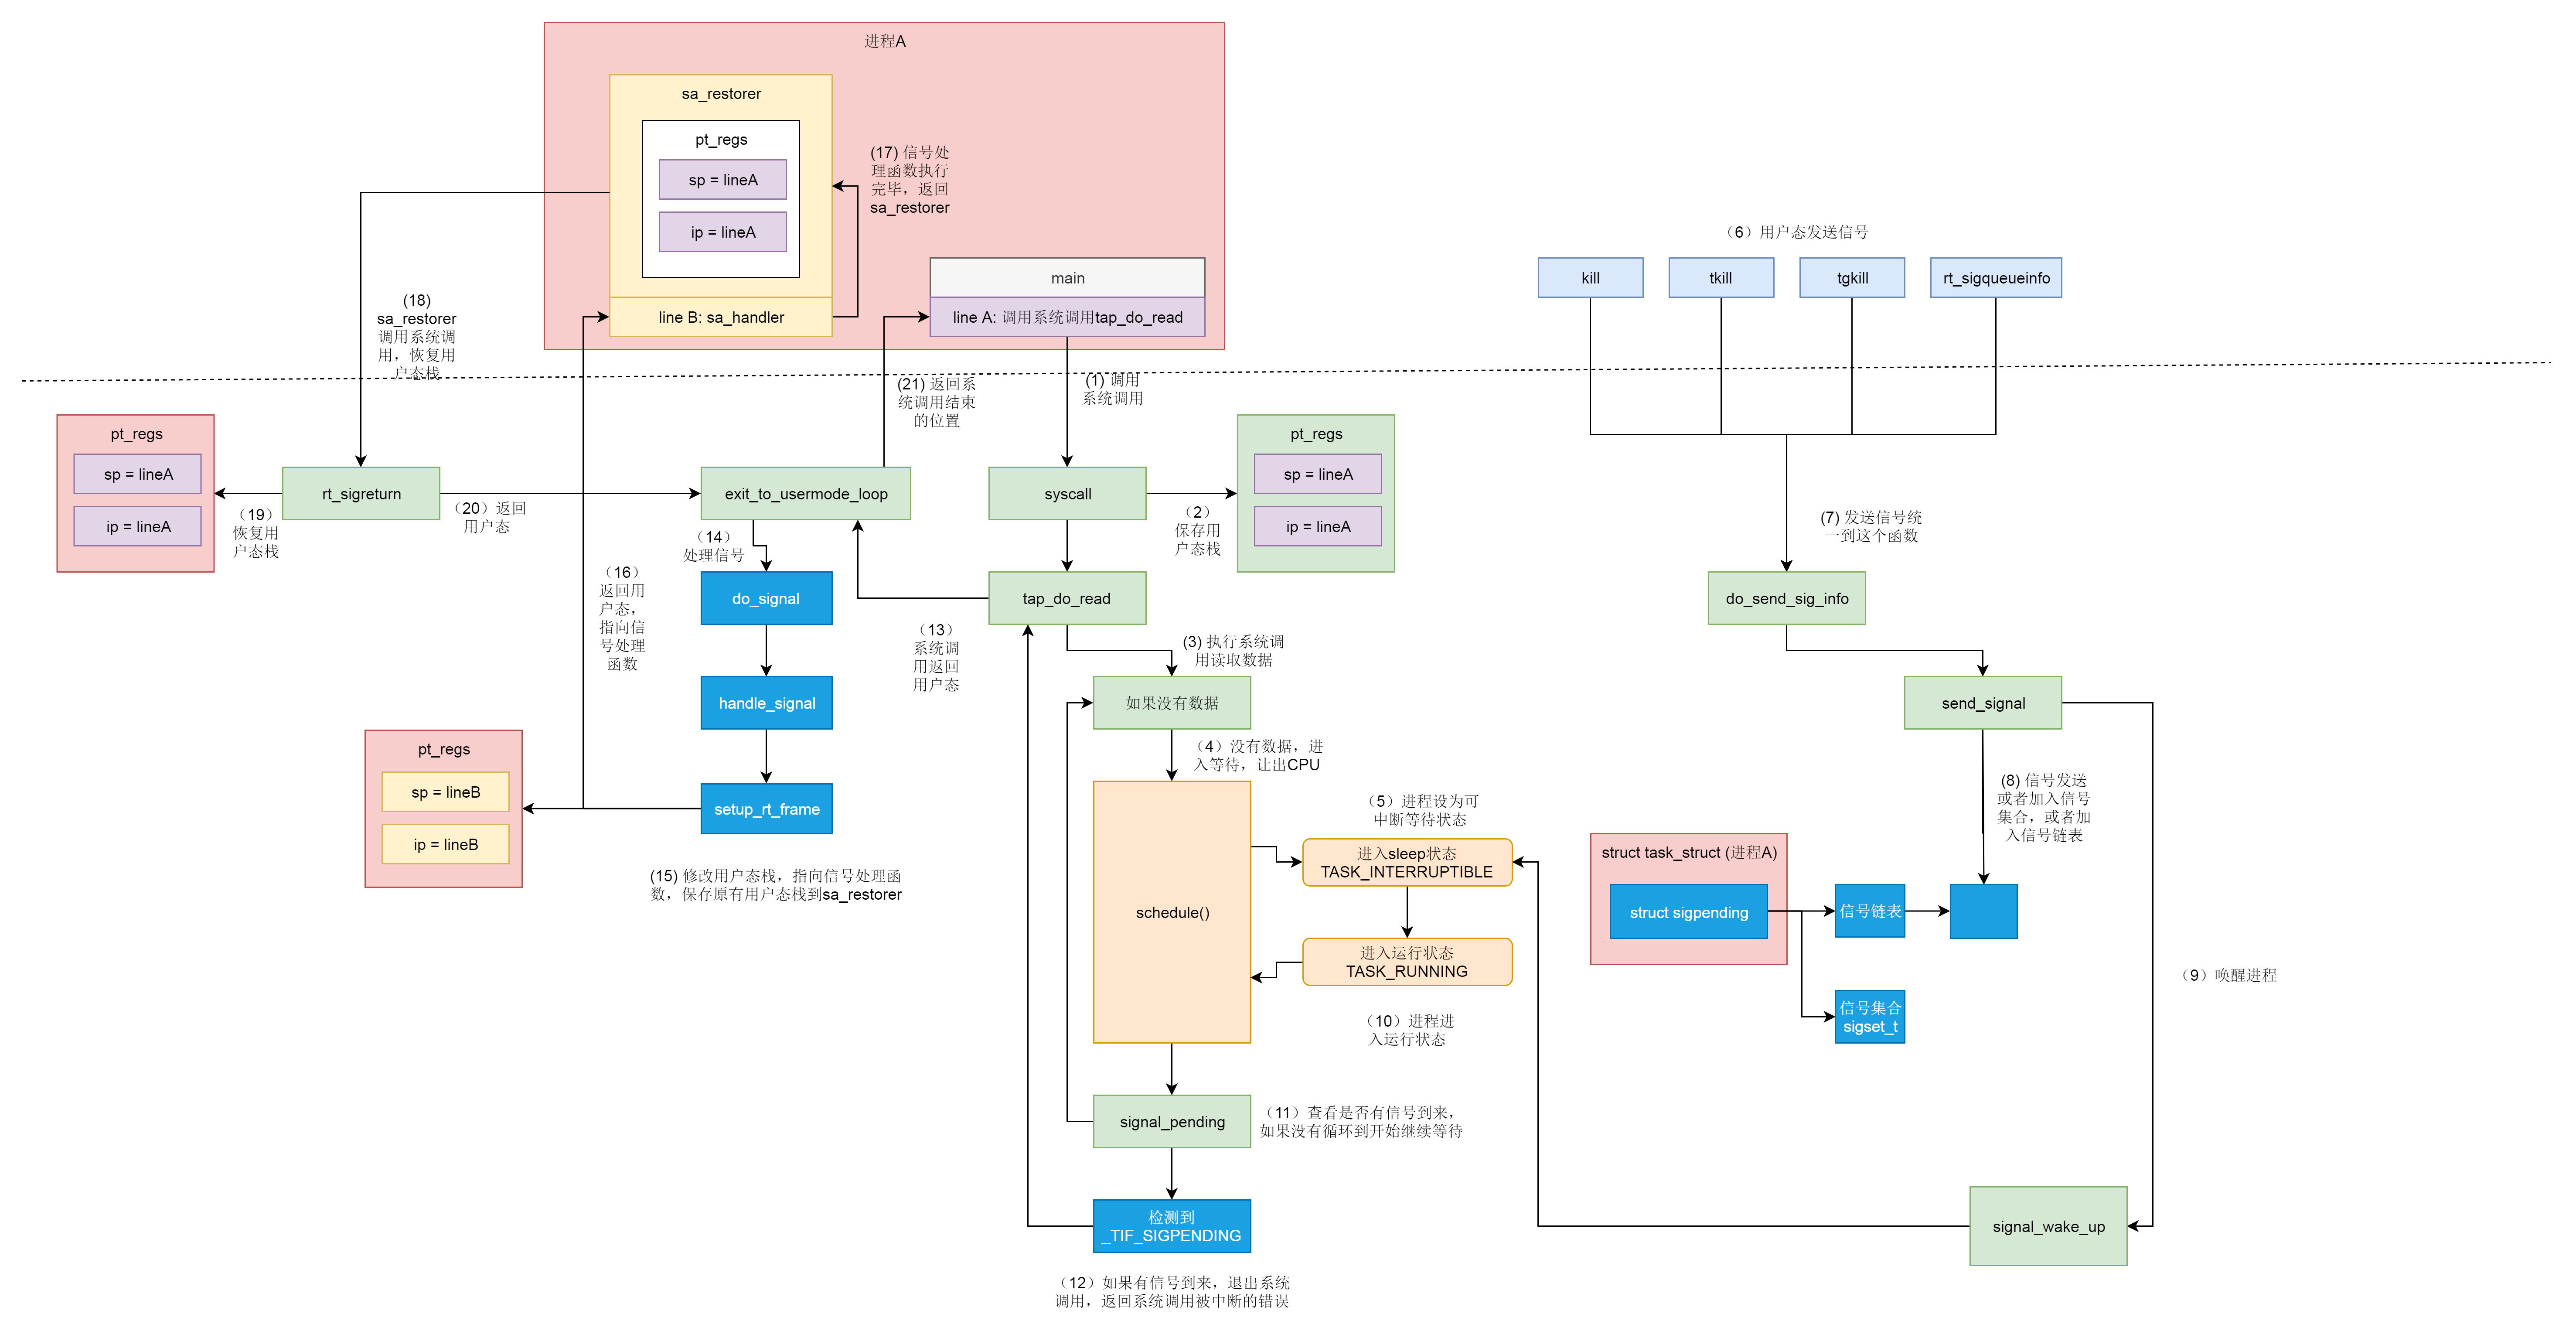 进程A
sa_restorer
pt_regs
sp = lineA
ip = lineA
line B: sa_handler
(17) 信号处
理函数执行
完毕，返回
sa_restorer
main
line A: 调用系统调用tap_do_read
(18)
sa_restorer
调用系统调
用，恢复用
户态栈
(21) 返回系
统调用结束
的位置
(1) 调用
系统调用
（6）用户态发送信号
kill
tkill
tgkill
rt_sigqueueinfo
pt_regs
sp = lineA
ip = lineA
（19）
恢复用
户态栈
rt_sigreturn
（20）返回
用户态
exit_to_usermode_loop
syscall
（2）
保存用
户态栈
pt_regs
sp = lineA
ip = lineA
(7) 发送信号统
一到这个函数
（14）
处理信号
do_signal
（16）
返回用
户态，
指向信
号处理
函数
tap_do_read
（13）
系统调
用返回
用户态
(3) 执行系统调
用读取数据
do_send_sig_info
handle_signal
如果没有数据
send_signal
pt_regs
sp = lineB
ip = lineB
setup_rt_frame
(15) 修改用户态栈，指向信号处理函
数，保存原有用户态栈到sa_restorer
（4）没有数据，进
入等待，让出CPU
schedule()
（5）进程设为可
中断等待状态
进入sleep状态
TASK_INTERRUPTIBLE
进入运行状态
TASK_RUNNING
（10）进程进
入运行状态
(8) 信号发送
或者加入信号
集合，或者加
入信号链表
struct task_struct (进程A)
struct sigpending
信号链表
信号集合
sigset_t
（9）唤醒进程
signal_pending
（11）查看是否有信号到来，
如果没有循环到开始继续等待
检测到
_TIF_SIGPENDING
（12）如果有信号到来，退出系统
调用，返回系统调用被中断的错误
signal_wake_up